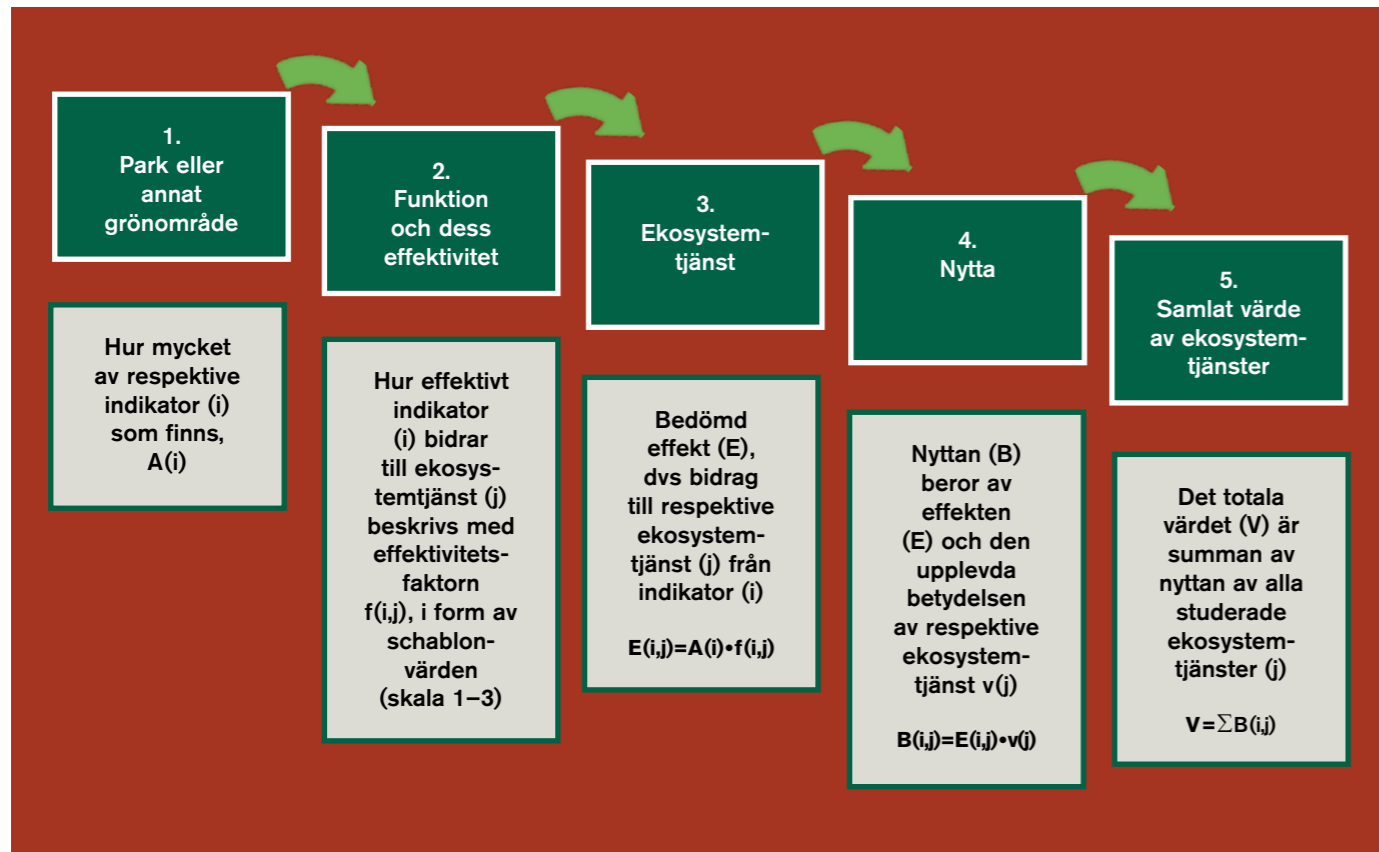 1.
Park eller
annat
grönområde
Hur mycket
av respektive
indikator (i)
som finns,
A(i)
2.
Funktion
och dess
effektivitet
Hur effektivt
indikator
(i) bidrar
till ekosys-
temtjänst (j)
beskrivs med
effektivitets-
faktorn
f(i,j), i form av
schablon-
värden
(skala 1–3)
3.
Ekosystem-
tjänst
Bedömd
effekt (E),
dvs bidrag
till respektive
ekosystem-
tjänst (j) från
indikator (i)
E(i,j)=A(i)•f(i,j)
4.
Nytta
Nyttan (B)
beror av
effekten
(E) och den
upplevda
betydelsen
av respektive
ekosystem-
tjänst v(j)
B(i,j)=E(i,j)•v(j)
5.
Samlat värde
av ekosystem-
tjänster
Det totala
värdet (V) är
summan av
nyttan av alla
studerade
ekosystem-
tjänster (j)
V=∑B(i,j)